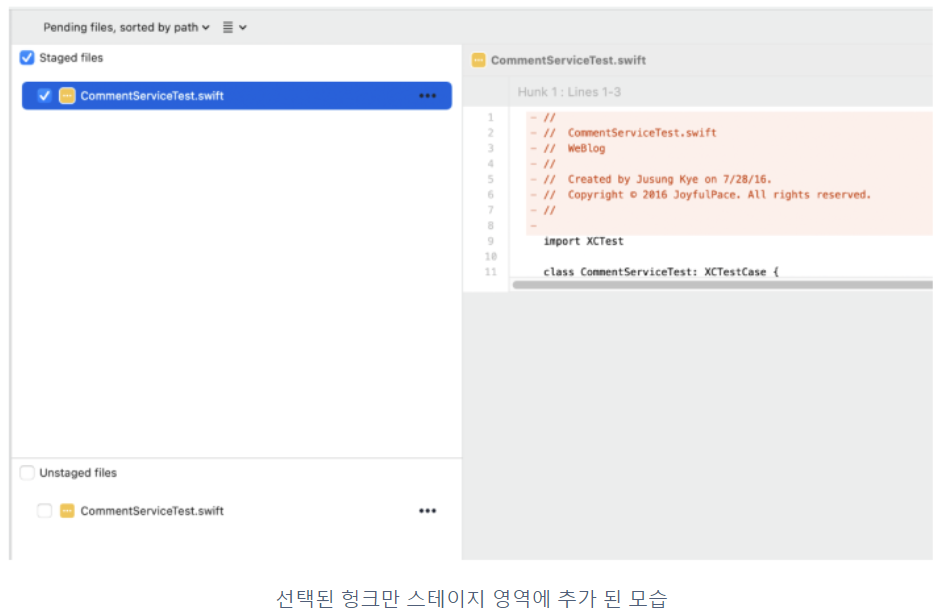 Pending files, sorted by path
Staged files
CommentServiceTest.swift
Unstaged files
CommentServiceTest.swift
CommentServiceTest.swift
Hunk 1 : Lines 1-3
1 - //
2 - // CommentServiceTest.swift
3 - // WeBlog
4 - //
5 - // Created by Jusung Kye on 7/28/16.
6 - // Copyright © 2016 JoyfulPace. All rights reserved.
7 - //
8 -
9 import XCTest
10
11 class CommentServiceTest: XCTestCase {
선택된 헝크만 스테이지 영역에 추가 된 모습